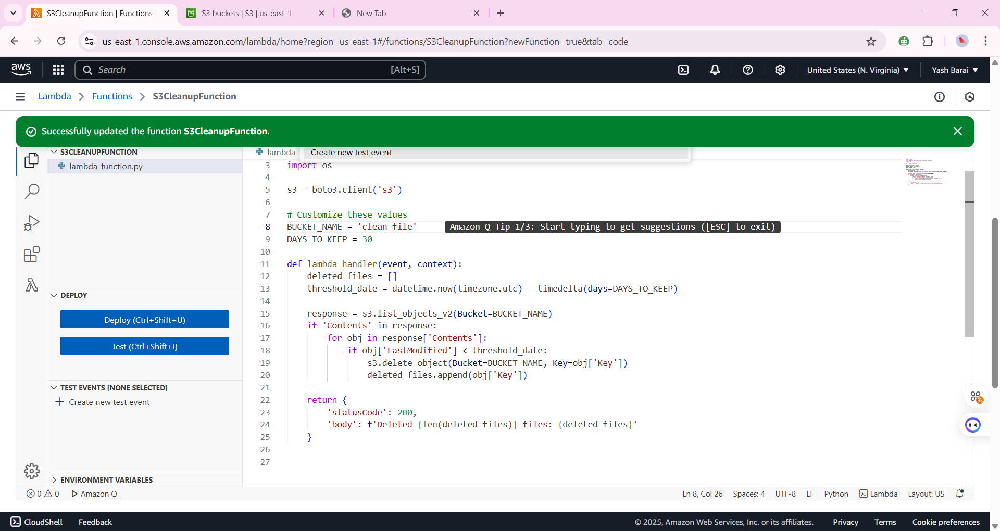 S3CleanupFunction | Functions
S3 buckets | S3 | us-east-1
New Tab
us-east-1.console.aws.amazon.com/lambda/home?region=us-east-1#/functions/S3CleanupFunction?newFunction=true&tab=code
aws
Search
[Alt+S]
United States (N. Virginia)
Yash Barai
Lambda
Functions
S3CleanupFunction
Successfully updated the function S3CleanupFunction.
S3CLEANUPFUNCTION
lambda_function.py
lambda_
Create new test event
3 import os
4
5 s3 = boto3.client('s3')
6
7 # Customize these values
8 BUCKET_NAME = 'clean-file' Amazon Q Tip 1/3: Start typing to get suggestions ([ESC] to exit)
9 DAYS_TO_KEEP = 30
10
11 def lambda_handler(event, context):
12 deleted_files = []
13 threshold_date = datetime.now(timezone.utc) - timedelta(days=DAYS_TO_KEEP)
14
15 response = s3.list_objects_v2(Bucket=BUCKET_NAME)
16 if 'Contents' in response:
17 for obj in response['Contents']:
18 if obj['LastModified'] < threshold_date:
19 s3.delete_object(Bucket=BUCKET_NAME, Key=obj['Key'])
20 deleted_files.append(obj['Key'])
21
22 return {
23 'statusCode': 200,
24 'body': f'Deleted {len(deleted_files)} files: {deleted_files}'
25 }
26
27
DEPLOY
Deploy (Ctrl+Shift+U)
Test (Ctrl+Shift+I)
TEST EVENTS [NONE SELECTED]
Create new test event
ENVIRONMENT VARIABLES
0 0 Amazon Q
Ln 8, Col 26
Spaces: 4
UTF-8
LF
Python
Lambda
Layout: US
CloudShell
Feedback
© 2025, Amazon Web Services, Inc. or its affiliates.
Privacy
Terms
Cookie preferences